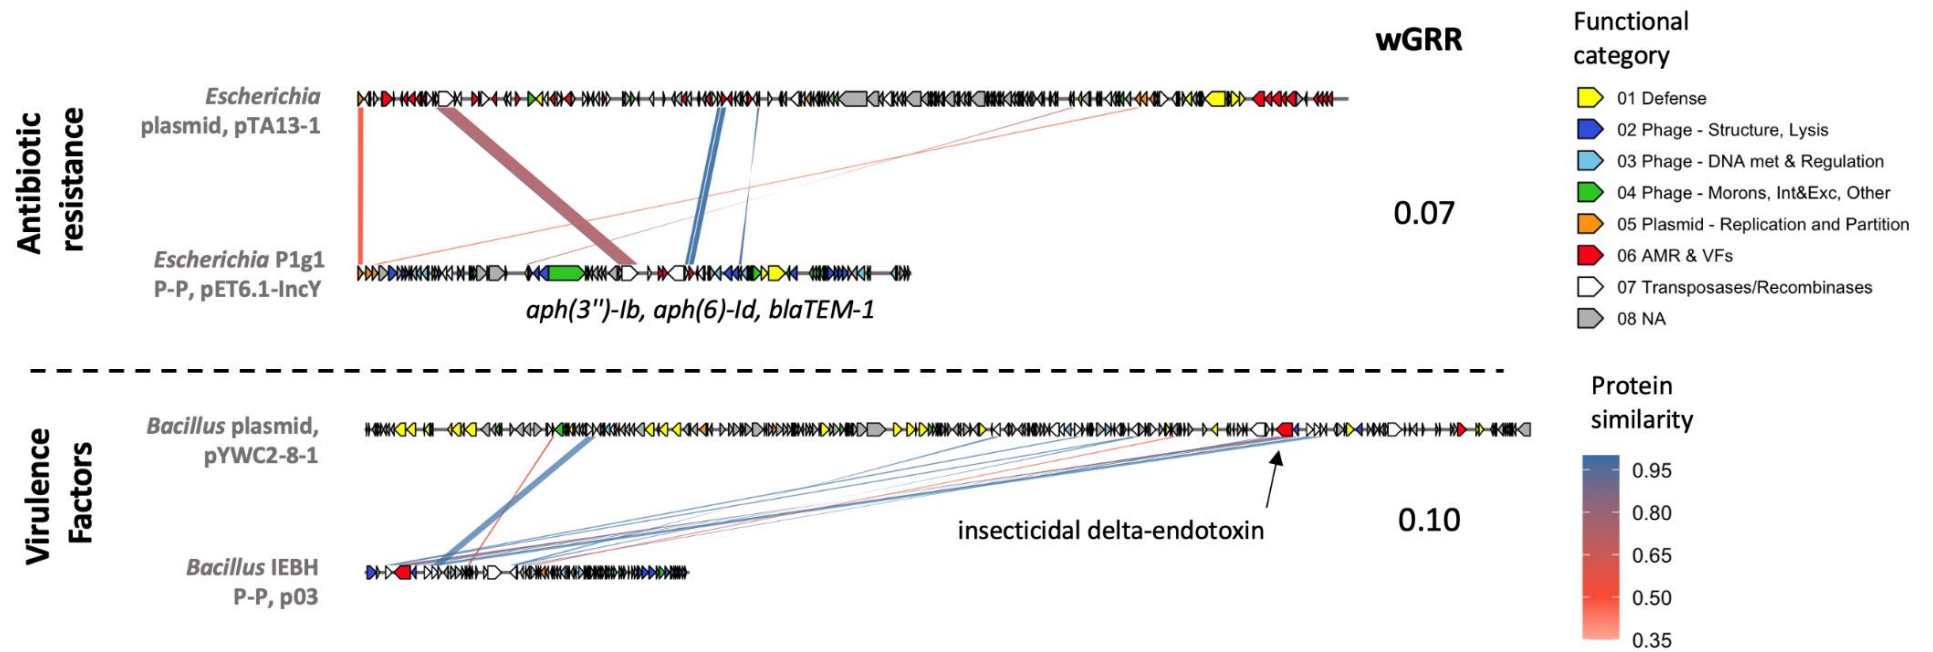 wGRR
Antibiotic
resistance
Escherichia
plasmid, pTA13-1
0.07
Escherichia P1g1
P-P, pET6.1-IncY
aph(3'')-Ib, aph(6)-Id, blaTEM-1
Virulence
Factors
Bacillus plasmid,
pYWC2-8-1
insecticidal delta-endotoxin
0.10
Bacillus IEBH
P-P, p03
Functional
category
01 Defense
02 Phage - Structure, Lysis
03 Phage - DNA met & Regulation
04 Phage - Morons, Int&Exc, Other
05 Plasmid - Replication and Partition
06 AMR & VFs
07 Transposases/Recombinases
08 NA
Protein
similarity
0.95
0.80
0.65
0.50
0.35